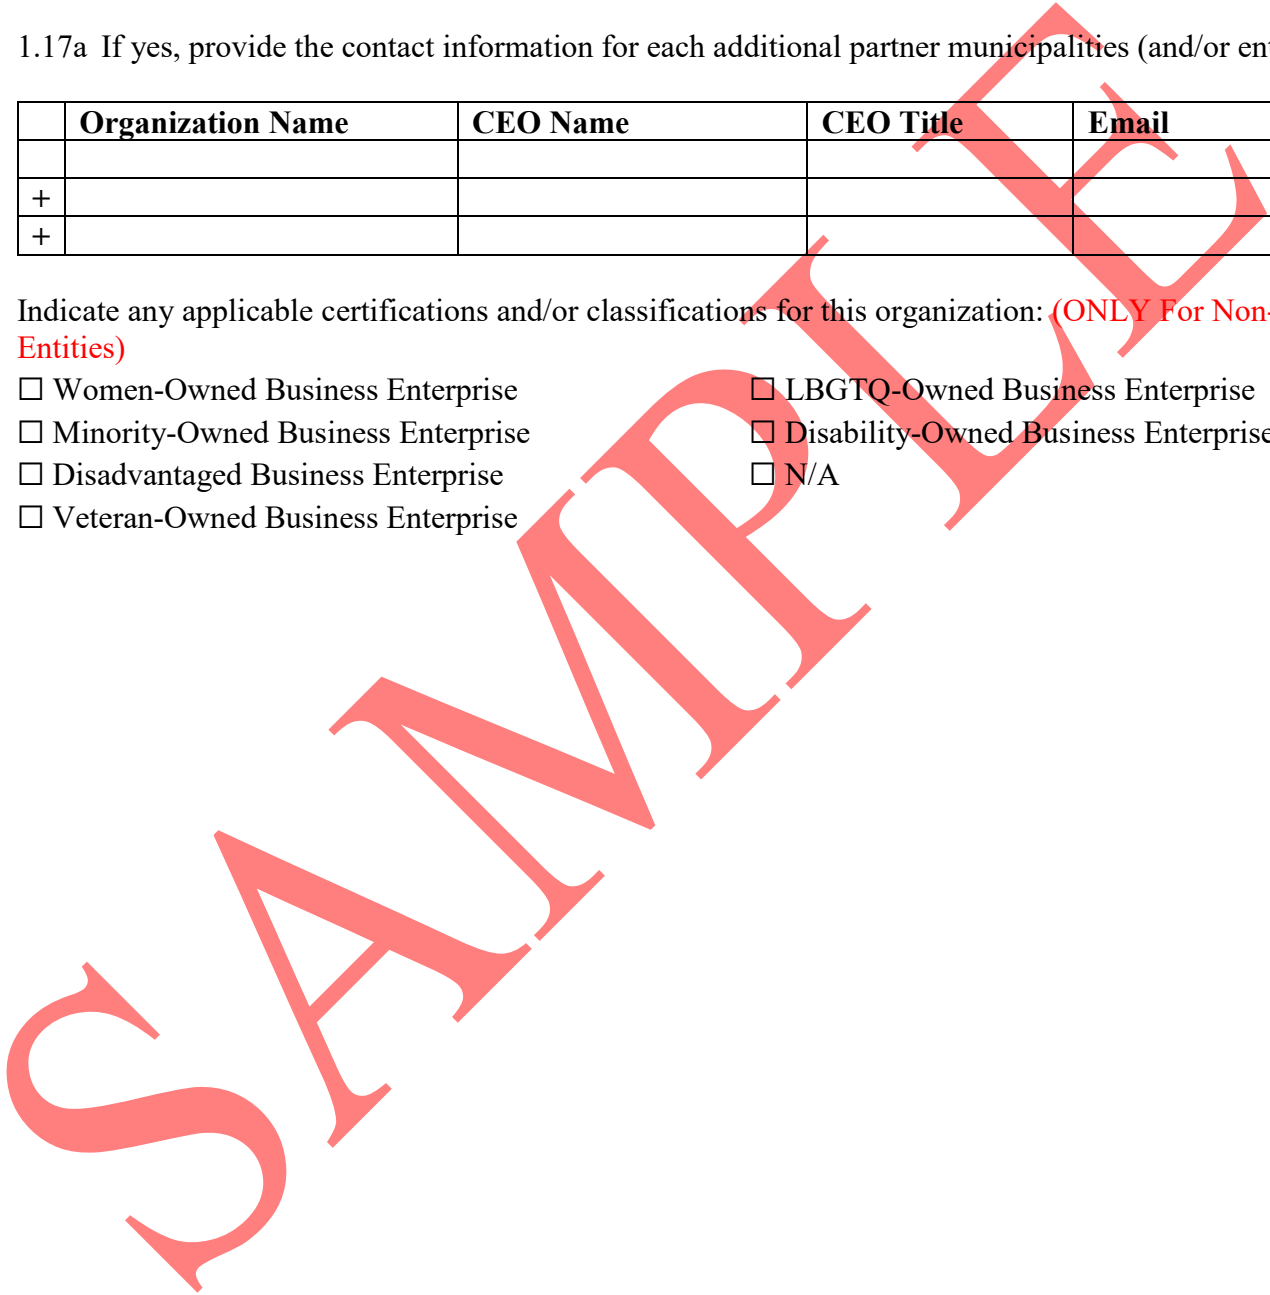 1.17a If yes, provide the contact information for each additional partner municipalities (and/or
Organization Name CEO Name CEO Title Email
+
+
Indicate any applicable certifications and/or classifications for this organization: (ONLY For Non-
Entities)
☐ Women-Owned Business Enterprise ☐ LBGTQ-Owned Business Enterprise
☐ Minority-Owned Business Enterprise ☐ Disability-Owned Business Enterprise
☐ Disadvantaged Business Enterprise ☐ N/A
☐ Veteran-Owned Business Enterprise
SAMPLE